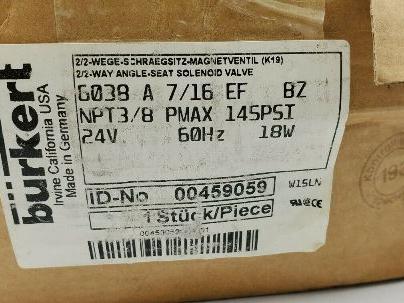 bürkert
Irvine California USA
Made in Germany
2/2-WEGE-SCHRAEGSITZ-MAGNETVENTIL (K19)
2/2-WAY ANGLE-SEAT SOLENOID VALVE
6038 A 7/16 EF BZ
NPT3/8 PMAX 145PSI
24V 60Hz 18W
ID-No 00459059
W15LN
1 Stück/Piece